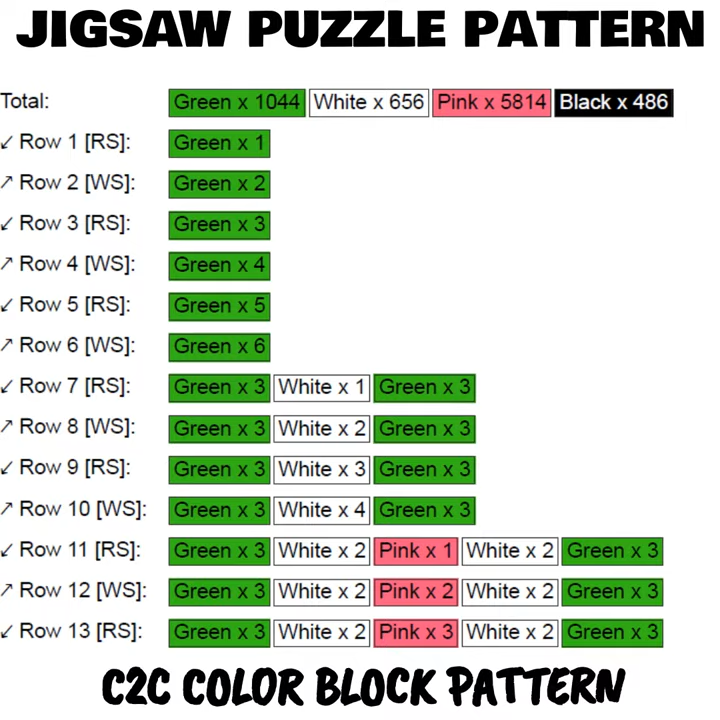 JIGSAW PUZZLE PATTERN
Total: Green x 1044 White x 656 Pink x 5814 Black x 486
↙ Row 1 [RS]: Green x 1
↗ Row 2 [WS]: Green x 2
↙ Row 3 [RS]: Green x 3
↗ Row 4 [WS]: Green x 4
↙ Row 5 [RS]: Green x 5
↗ Row 6 [WS]: Green x 6
↙ Row 7 [RS]: Green x 3 White x 1 Green x 3
↗ Row 8 [WS]: Green x 3 White x 2 Green x 3
↙ Row 9 [RS]: Green x 3 White x 3 Green x 3
↗ Row 10 [WS]: Green x 3 White x 4 Green x 3
↙ Row 11 [RS]: Green x 3 White x 2 Pink x 1 White x 2 Green x 3
↗ Row 12 [WS]: Green x 3 White x 2 Pink x 2 White x 2 Green x 3
↙ Row 13 [RS]: Green x 3 White x 2 Pink x 3 White x 2 Green x 3
C2C COLOR BLOCK PATTERN